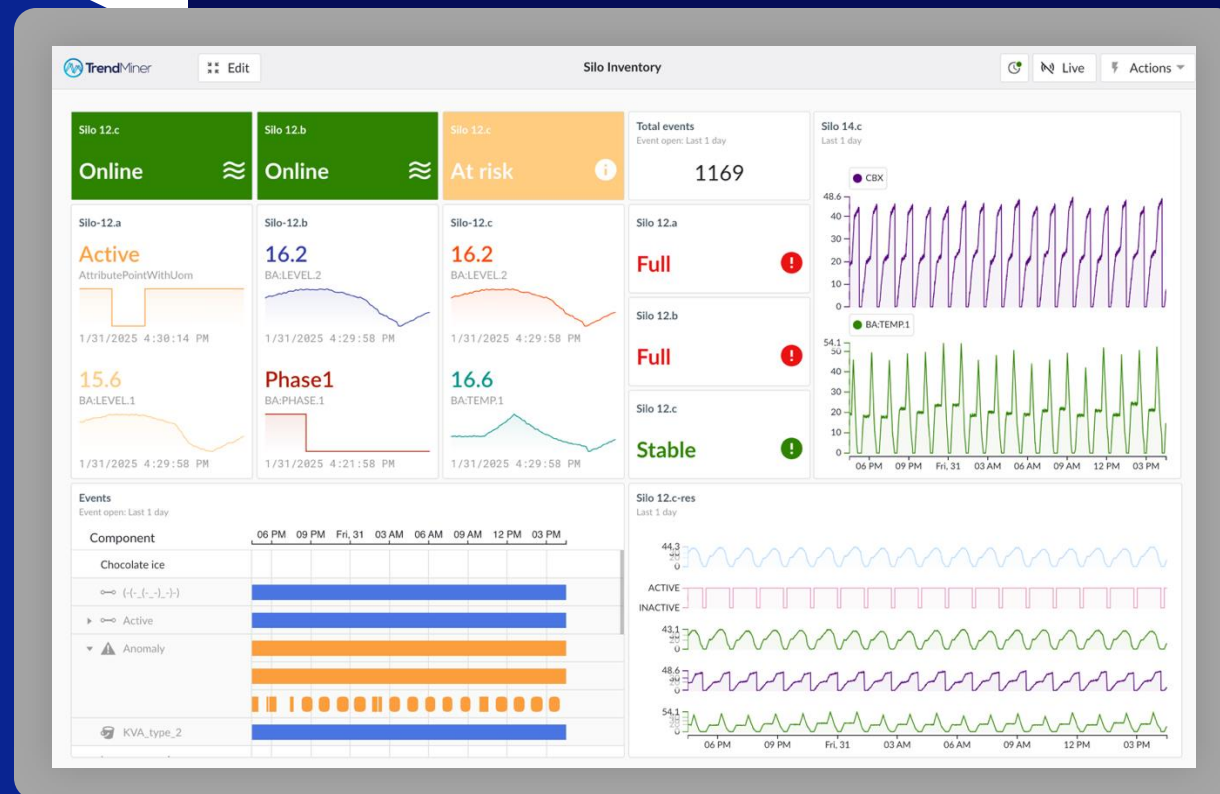 TrendMiner
Edit
Silo Inventory
Live
Actions
Silo 12.c
Online
Silo 12.b
Online
Silo 12.c
At risk
Total events
Event open: Last 1 day
1169
Silo 14.c
Last 1 day
CBX
48.6
40
30
20
10
0
BA:TEMP.1
54.1
50
40
30
20
10
0
06 PM 09 PM Fri, 31 03 AM 06 AM 09 AM 12 PM 03 PM
Silo-12.a
Active
AttributePointWithUom
1/31/2025 4:30:14 PM
15.6
BA:LEVEL.1
1/31/2025 4:29:58 PM
Silo-12.b
16.2
BA:LEVEL.2
1/31/2025 4:29:58 PM
Phase1
BA:PHASE.1
1/31/2025 4:21:58 PM
Silo-12.c
16.2
BA:LEVEL.2
1/31/2025 4:29:58 PM
16.6
BA:TEMP.1
1/31/2025 4:29:58 PM
Silo 12.a
Full
Silo 12.b
Full
Silo 12.c
Stable
Events
Event open: Last 1 day
Component
06 PM 09 PM Fri, 31 03 AM 06 AM 09 AM 12 PM 03 PM
Chocolate ice
(-(-_(-_-)_-)-)
Active
Anomaly
KVA_type_2
Silo 12.c-res
Last 1 day
44,3
0
ACTIVE
INACTIVE
43,1
0
48.6
0
54,1
0
06 PM 09 PM Fri, 31 03 AM 06 AM 09 AM 12 PM 03 PM